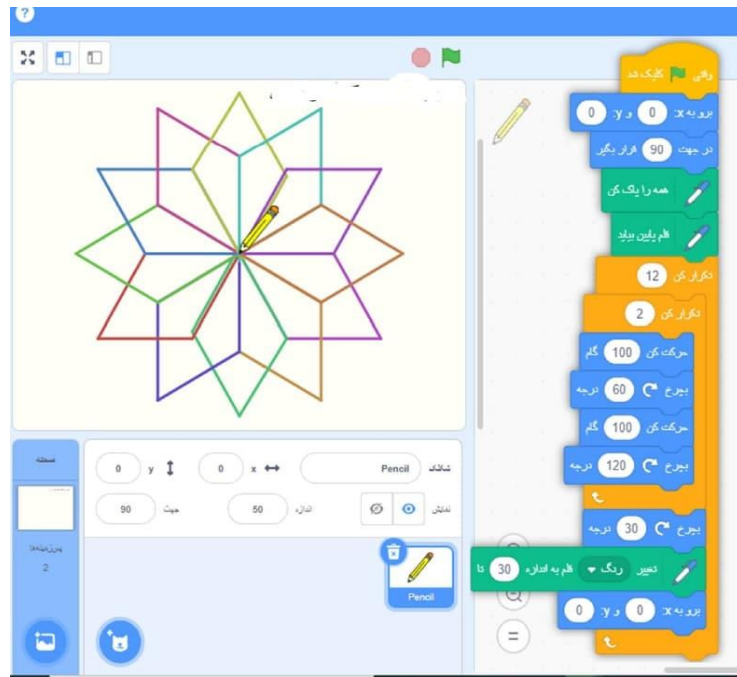 ?
وقتی کلیک شد
برو به x: 0 و y: 0
در جهت 90 قرار بگیر
همه را پاک کن
قلم پایین بیاید
تکرار کن 12
تکرار کن 2
حرکت کن 100 گام
بچرخ 60 درجه
حرکت کن 100 گام
بچرخ 120 درجه
بچرخ 30 درجه
تغییر رنگ قلم به اندازه 30 تا
برو به x: 0 و y: 0
شکلک Pencil x 0 y 0
نمایش اندازه 50 جهت 90
صحنه
پس‌زمینه‌ها
2
Pencil